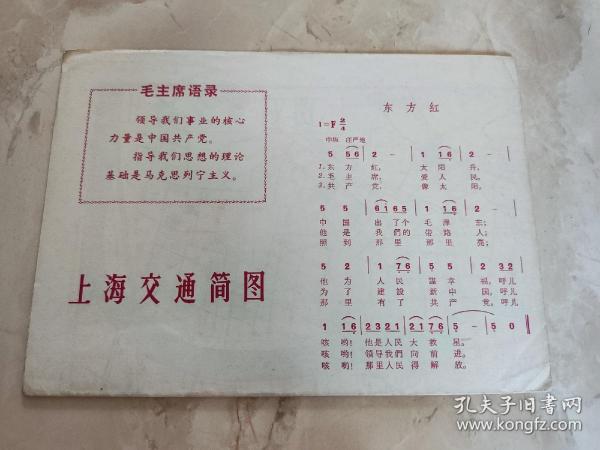 毛主席语录
领导我们事业的核心
力量是中国共产党。
指导我们思想的理论
基础是马克思列宁主义。
上海交通简图
东方红
1=F 2/4
中板 庄严地
5 56 | 2 - | 1 16 | 2 - |
1.东方红, 太阳升,
2.毛主席, 爱人民,
3.共产党, 像太阳,
5 5 | 61 65 | 1 16 | 2 - |
中国出了个毛泽东;
他是我們的带路人;
照到那里那里亮;
5 2 | 1 76 | 5 5 | 2 32 |
他为人民謀幸福,呼儿
为了建設新中国,呼儿
那里有了共产党,呼儿
1 16 | 2321 | 2176 | 5 - | 5 0 ‖
咳哟!他是人民大救星。
咳哟!領导我們向前进。
咳哟!那里人民得解放。
孔夫子旧书网
www.kongfz.com